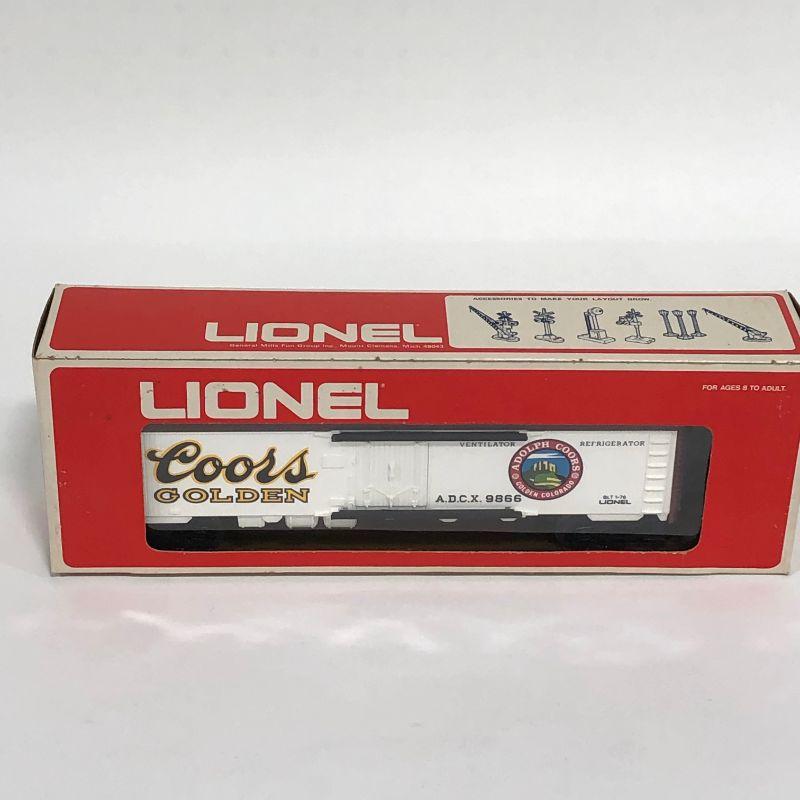 ACCESSORIES TO MAKE YOUR LAYOUT GROW.
LIONEL
General Mills Fun Group Inc., Mount Clemens, Mich 48043
FOR AGES 8 TO ADULT.
LIONEL
Coors
GOLDEN
VENTILATOR REFRIGERATOR
ADOLPH COORS
GOLDEN COLORADO
A.D.C.X. 9866
BLT 1-76
LIONEL